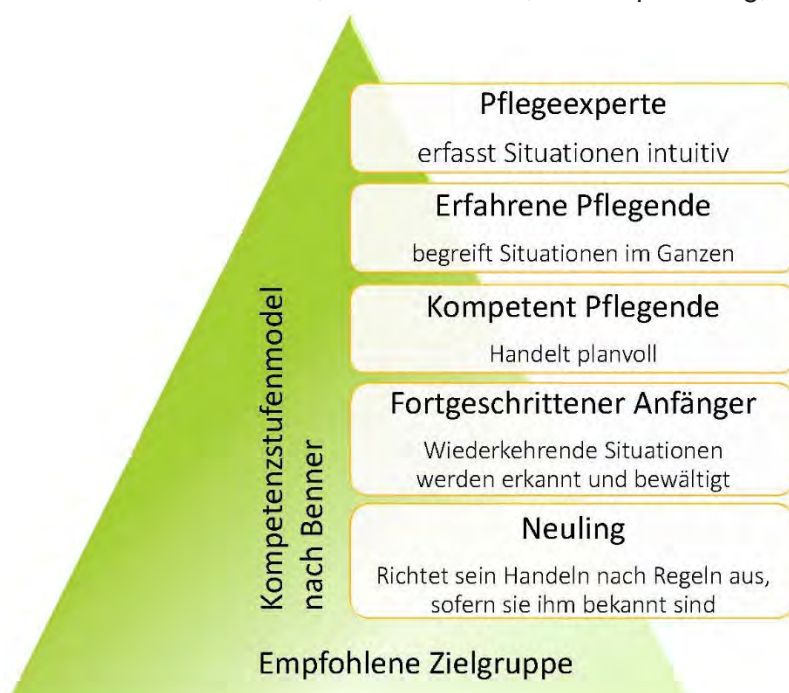 Pflegeexperte
erfasst Situationen intuitiv
Erfahrene Pflegende
begreift Situationen im Ganzen
Kompetent Pflegende
Handelt planvoll
Fortgeschrittener Anfänger
Wiederkehrende Situationen
werden erkannt und bewältigt
Neuling
Richtet sein Handeln nach Regeln aus,
sofern sie ihm bekannt sind
Kompetenzstufenmodel
nach Benner
Empfohlene Zielgruppe